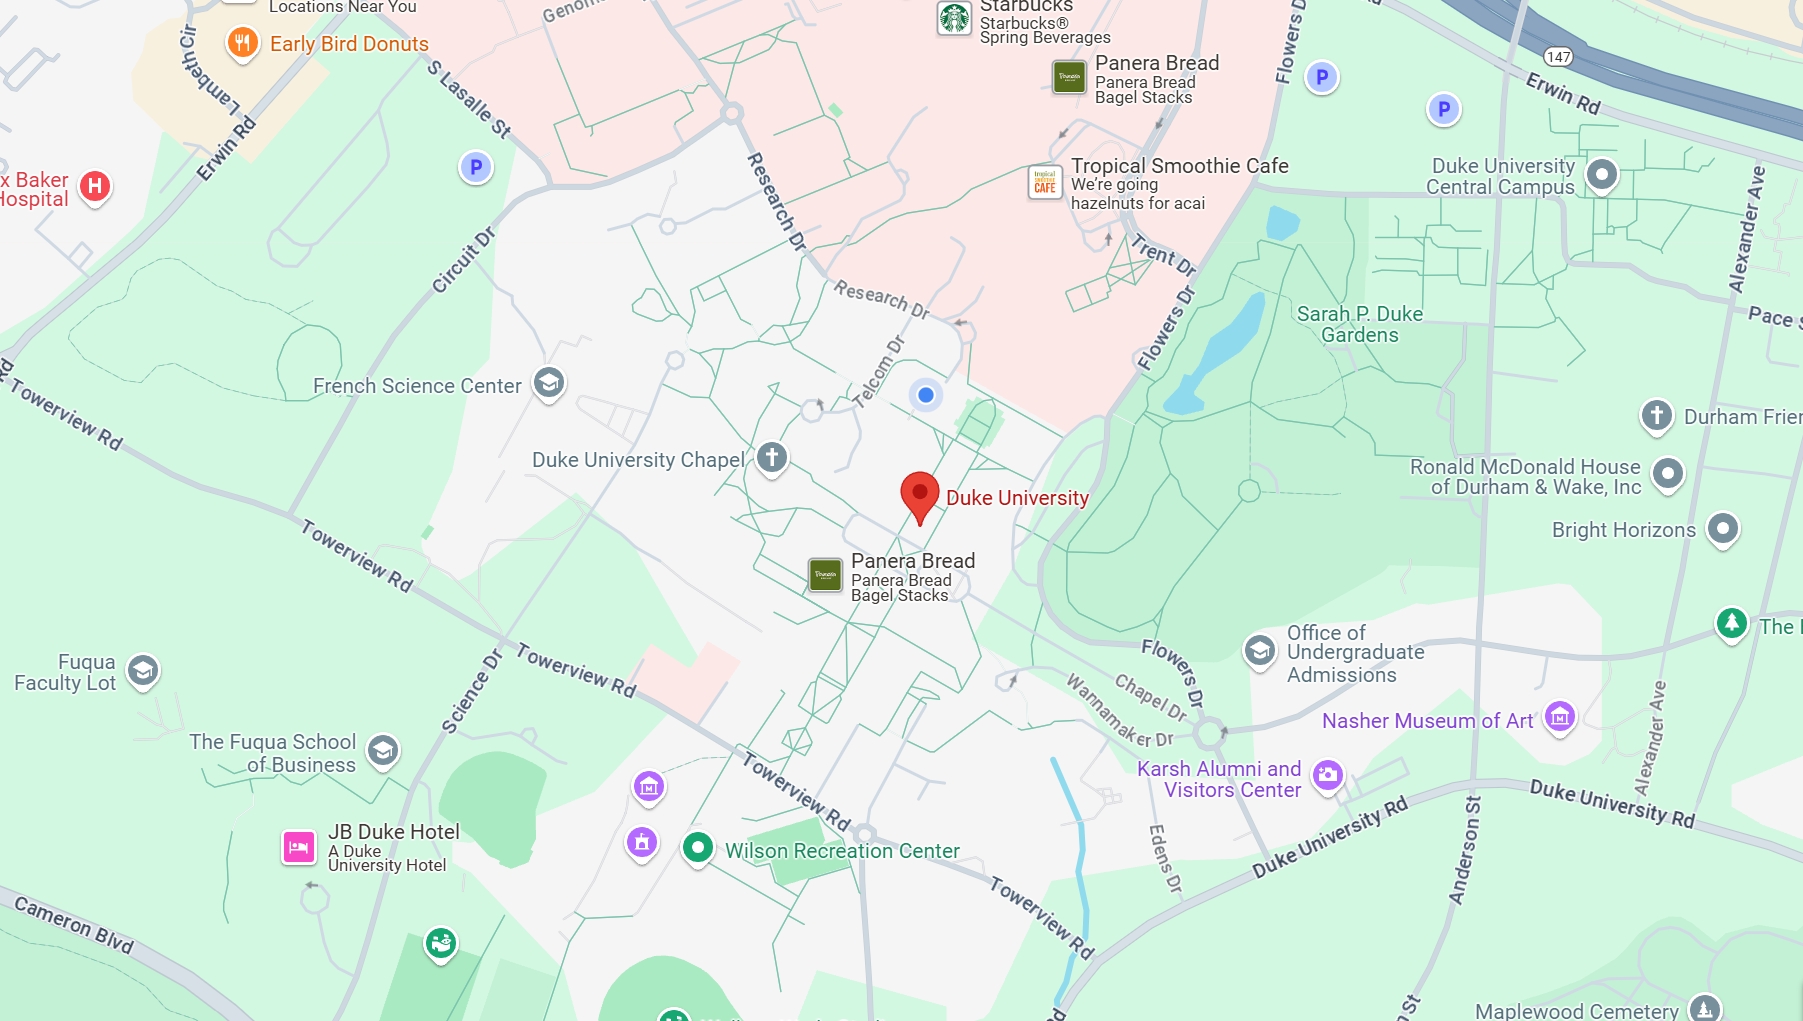 Locations Near You
Early Bird Donuts
Lambeth Cir
Erwin Rd
S Lasalle St
Starbucks
Starbucks®
Spring Beverages
Panera Bread
Panera Bread
Bagel Stacks
Flowers D
147
Erwin Rd
P
P
P
x Baker
Hospital
H
Research Dr
Tropical Smoothie Cafe
We're going
hazelnuts for acai
tropical
SMOOTHIE
CAFE
Duke University
Central Campus
Alexander Ave
Circuit Dr
Trent Dr
Research Dr
Flowers Dr
Sarah P. Duke
Gardens
Pace S
Telcom Dr
Rd
Towerview Rd
French Science Center
Durham Frien
Duke University Chapel
Ronald McDonald House
of Durham & Wake, Inc
Duke University
Bright Horizons
Towerview Rd
Panera Bread
Panera Bread
Bagel Stacks
Office of
Undergraduate
Admissions
Flowers Dr
Fuqua
Faculty Lot
Towerview Rd
Science Dr
Chapel Dr
Wannamaker Dr
Alexander Ave
Nasher Museum of Art
The Fuqua School
of Business
Karsh Alumni and
Visitors Center
Towerview Rd
Duke University Rd
JB Duke Hotel
A Duke
University Hotel
Wilson Recreation Center
Edens Dr
Duke University Rd
Anderson St
Cameron Blvd
Towerview Rd
Maplewood Cemetery
Rd
n St